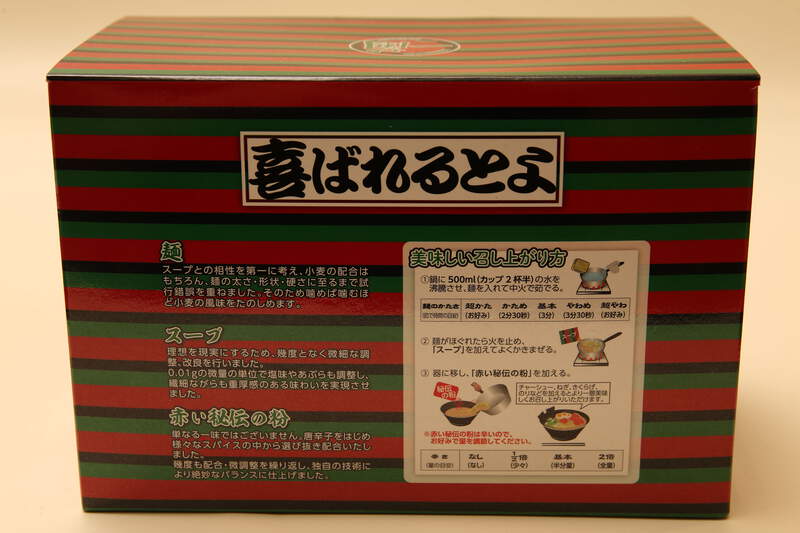 喜ばれるとよ
麺
スープとの相性を第一に考え、小麦の配合は
もちろん、麺の太さ・形状・硬さに至るまで試
行錯誤を重ねました。そのため噛めば噛むほ
ど小麦の風味をたのしめます。
スープ
理想を現実にするため、幾度となく微細な調
整、改良を行いました。
0.01gの微量の単位で塩味やあぶらも調整し、
繊細ながらも重厚感のある味わいを実現させ
ました。
赤い秘伝の粉
単なる一味ではございません。唐辛子をはじめ
様々なスパイスの中から選び抜き配合いたし
ました。
幾度も配合・微調整を繰り返し、独自の技術に
より絶妙なバランスに仕上げました。
美味しい召し上がり方
①鍋に500ml(カップ2杯半)の水を
沸騰させ、麺を入れて中火で茹でる。
麺のかたさ 超かた かため 基本 やわめ 超やわ
茹で時間の目安 (お好み) (2分30秒) (3分) (3分30秒) (お好み)
② 麺がほぐれたら火を止め、
「スープ」を加えてよくかきまぜる。
③ 器に移し、「赤い秘伝の粉」を加える。
秘伝の粉
チャーシュー、ねぎ、きくらげ、
のりなどを加えるとより一層美味
しくお召し上がりいただけます。
※赤い秘伝の粉は辛いので、
お好みで量を調節してください。
辛さ なし 1/2倍 基本 2倍
(量の目安) (なし) (少々) (半分量) (全量)